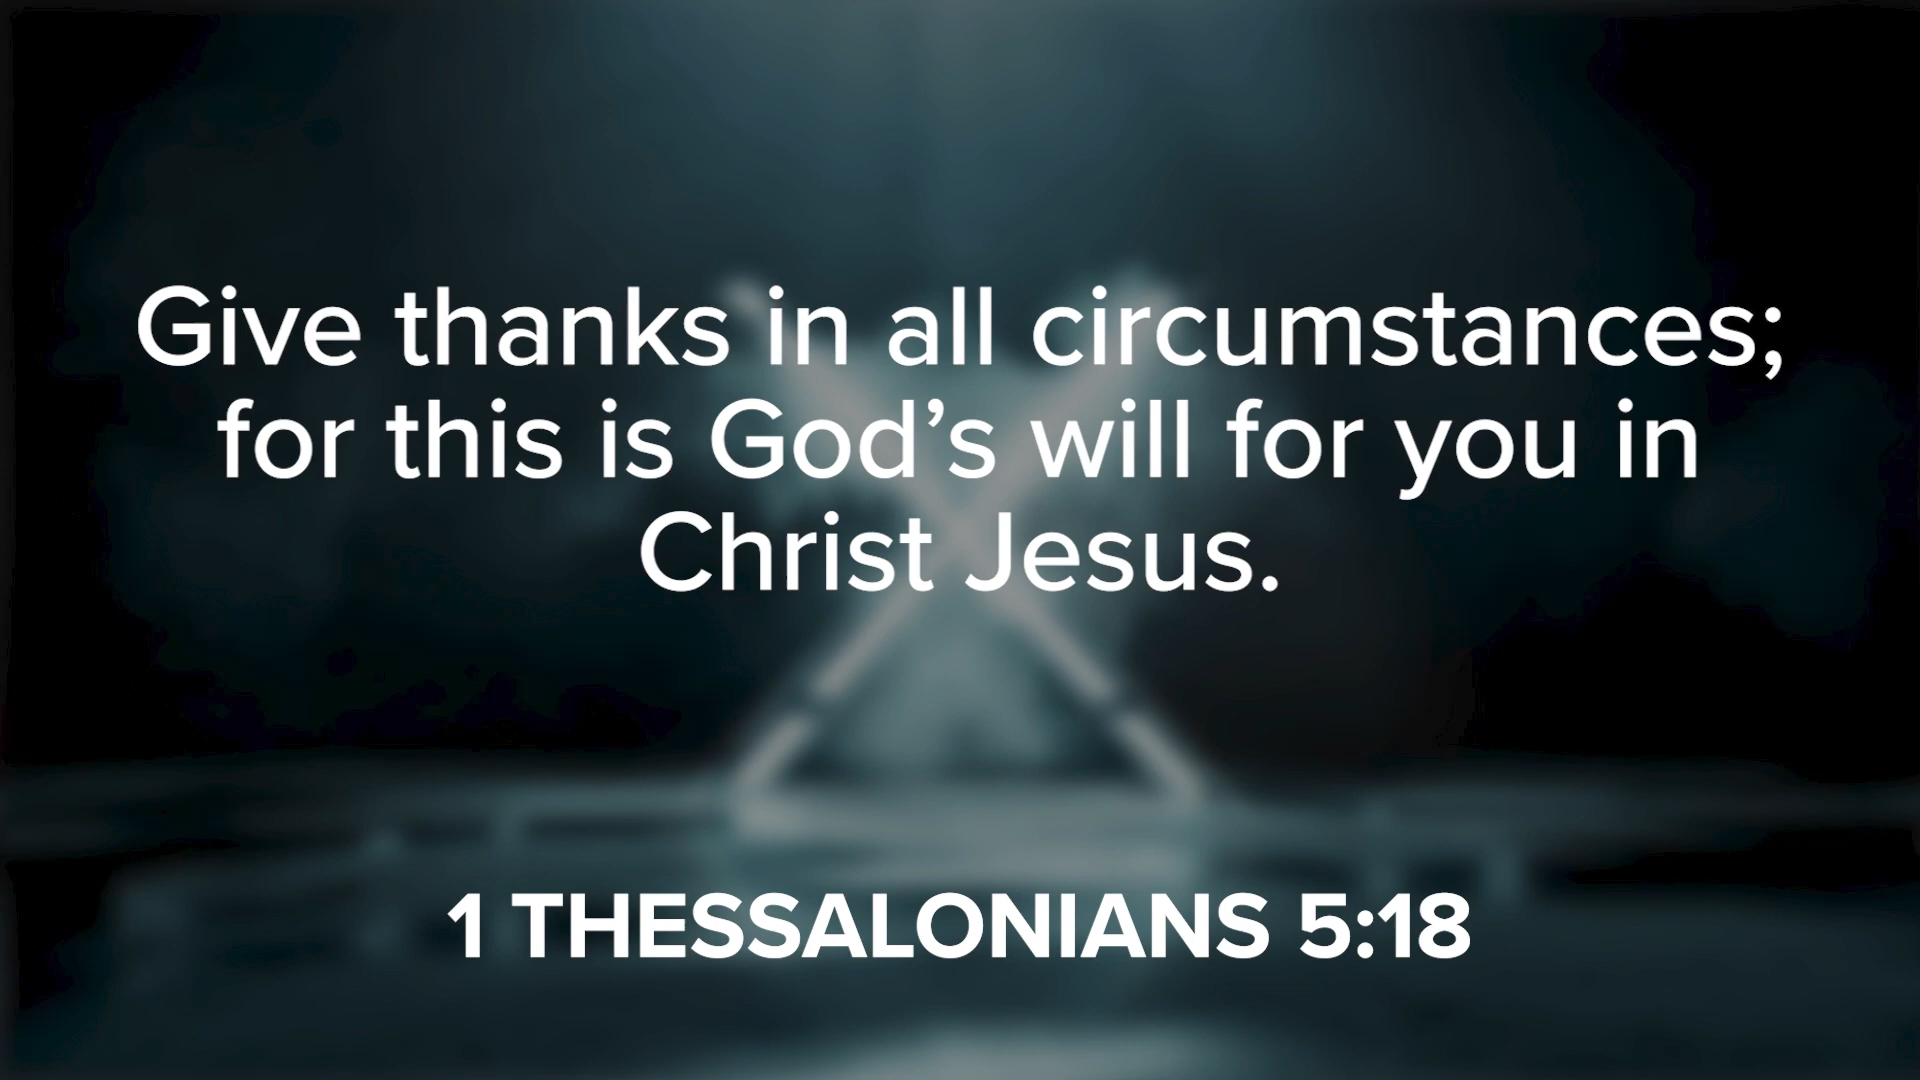 Give thanks in all circumstances;
for this is God’s will for you in
Christ Jesus.
1 THESSALONIANS 5:18